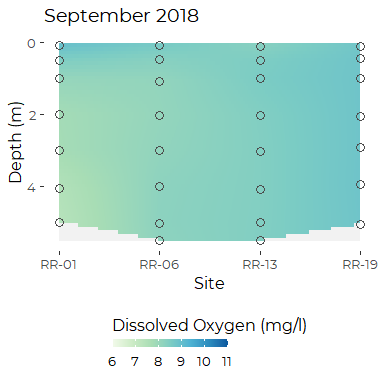 September 2018
0
2
4
Depth (m)
RR-01 RR-06 RR-13 RR-19
Site
Dissolved Oxygen (mg/l)
6 7 8 9 10 11